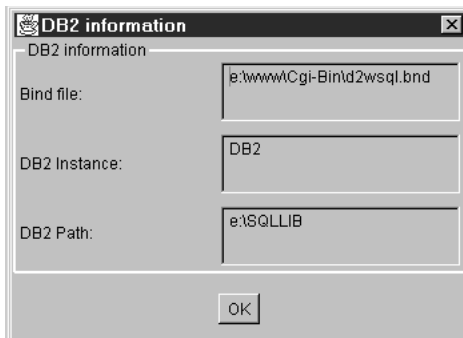 DB2 information
DB2 information
Bind file:
e:\www\Cgi-Bin\d2wsql.bnd
DB2 Instance:
DB2
DB2 Path:
e:\SQLLIB
OK